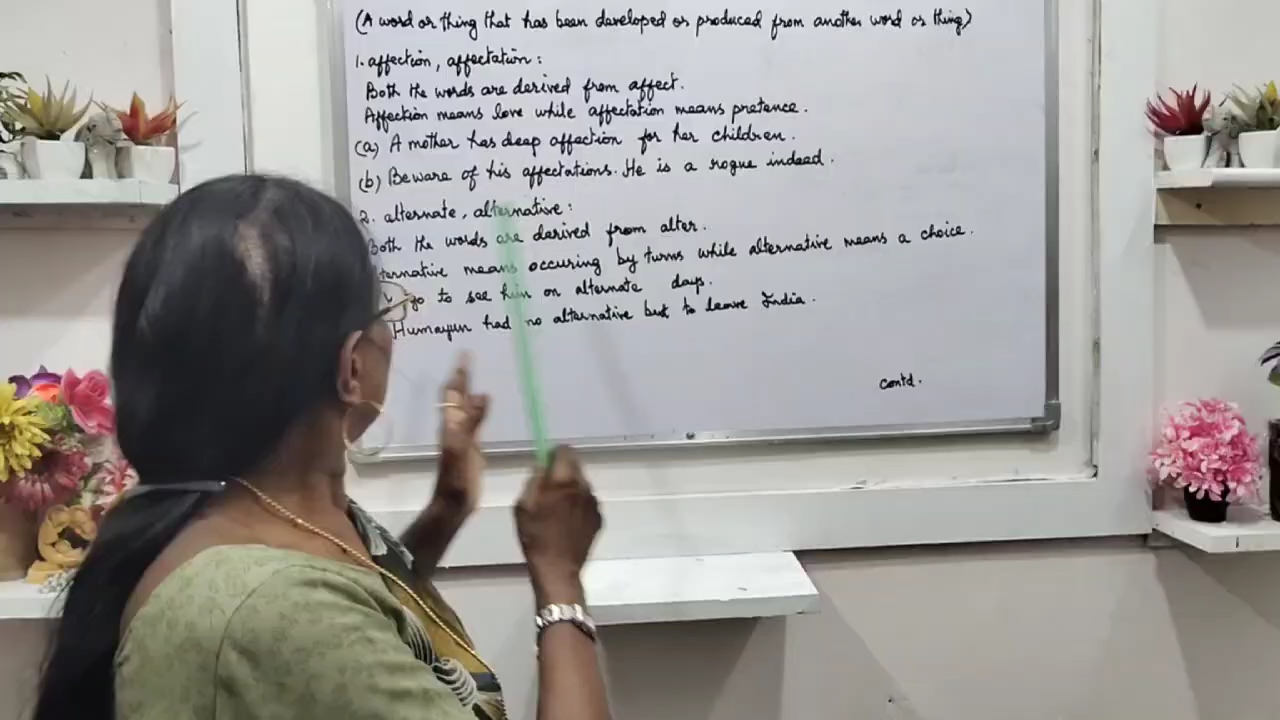 (A word or thing that has been developed or produced from another word or thing)
1. affection, affectation:
Both the words are derived from affect.
Affection means love while affectation means pretence.
(a) A mother has deep affection for her children.
(b) Beware of his affectations. He is a rogue indeed.
2. alternate, alternative:
Both the words are derived from alter.
alternative means occuring by turns while alternative means a choice.
go to see him on alternate days.
Humayun had no alternative but to leave India.
Contd.